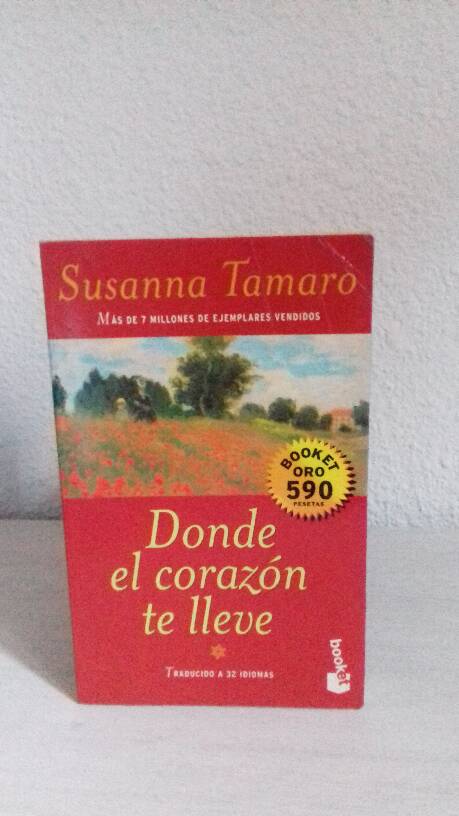 Susanna Tamaro
MÁS DE 7 MILLONES DE EJEMPLARES VENDIDOS
BOOKET
ORO
590
PESETAS
Donde
el corazón
te lleve
TRADUCIDO A 32 IDIOMAS
booket